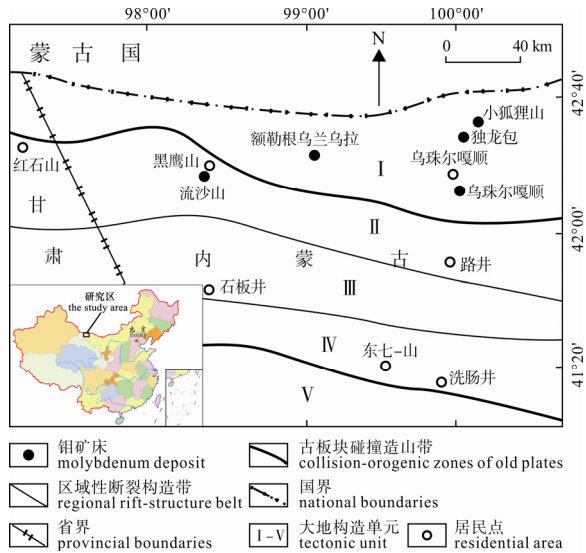 98°00′
99°00′
100°00′
蒙古国
N
0
40 km
42°40′
小狐狸山
独龙包
额勒根乌兰乌拉
I
乌珠尔嘎顺
黑鹰山
红石山
流沙山
乌珠尔嘎顺
甘
II
42°00′
肃
内
蒙
古
路井
石板井
III
研究区
the study area
北京
Beijing
IV
东七一山
41°20′
洗肠井
V
钼矿床
molybdenum deposit
古板块碰撞造山带
collision-orogenic zones of old plates
区域性断裂构造带
regional rift-structure belt
国界
national boundaries
省界
provincial boundaries
I-V
大地构造单元
tectonic unit
居民点
residential area